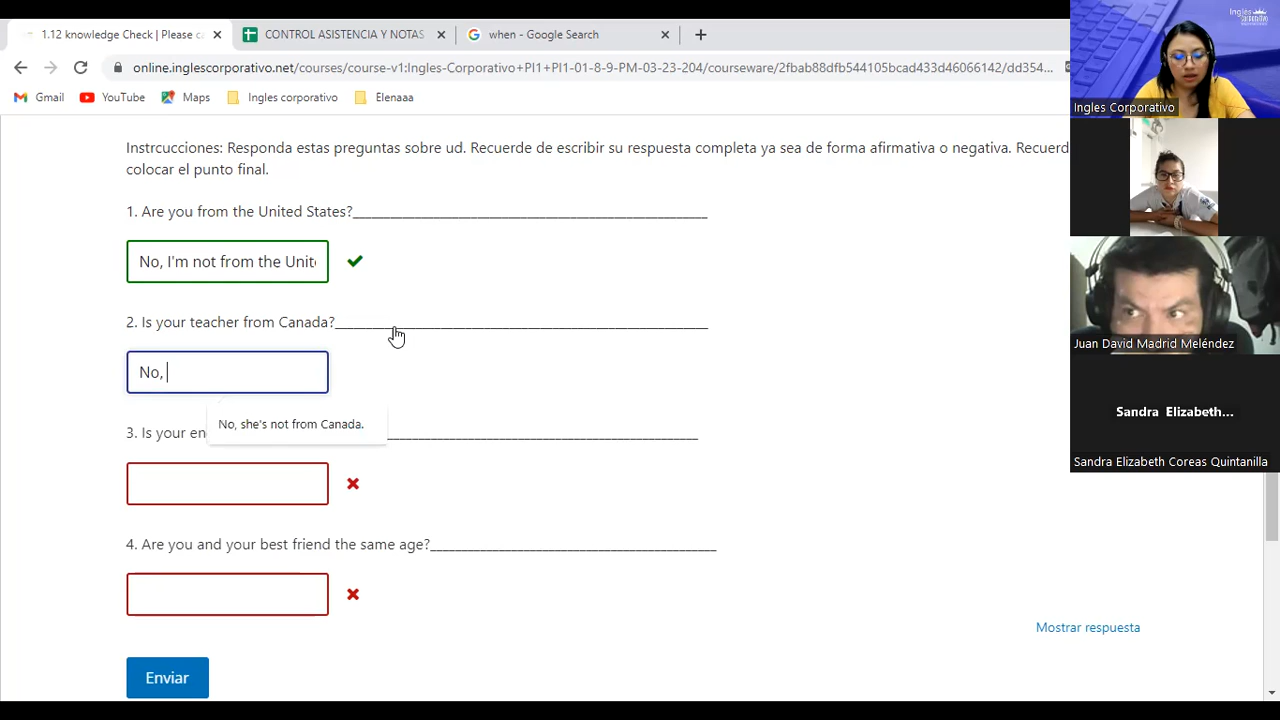 1.12 knowledge Check | Please ca
CONTROL ASISTENCIA Y NOTAS
when - Google Search
online.inglescorporativo.net/courses/course-v1:Ingles-Corporativo+PI1+PI1-01-8-9-PM-03-23-204/courseware/2fbab88dfb544105bcad433d46066142/dd354...
Gmail
YouTube
Maps
Ingles corporativo
Elenaaa
Instrcucciones: Responda estas preguntas sobre ud. Recuerde de escribir su respuesta completa ya sea de forma afirmativa o negativa. Recuerd
colocar el punto final.
1. Are you from the United States?
No, I'm not from the Unit
2. Is your teacher from Canada?
No,
No, she's not from Canada.
3. Is your en
4. Are you and your best friend the same age?
Mostrar respuesta
Enviar
Ingles
Corporativo
Ingles Corporativo
Juan David Madrid Meléndez
Sandra Elizabeth...
Sandra Elizabeth Coreas Quintanilla